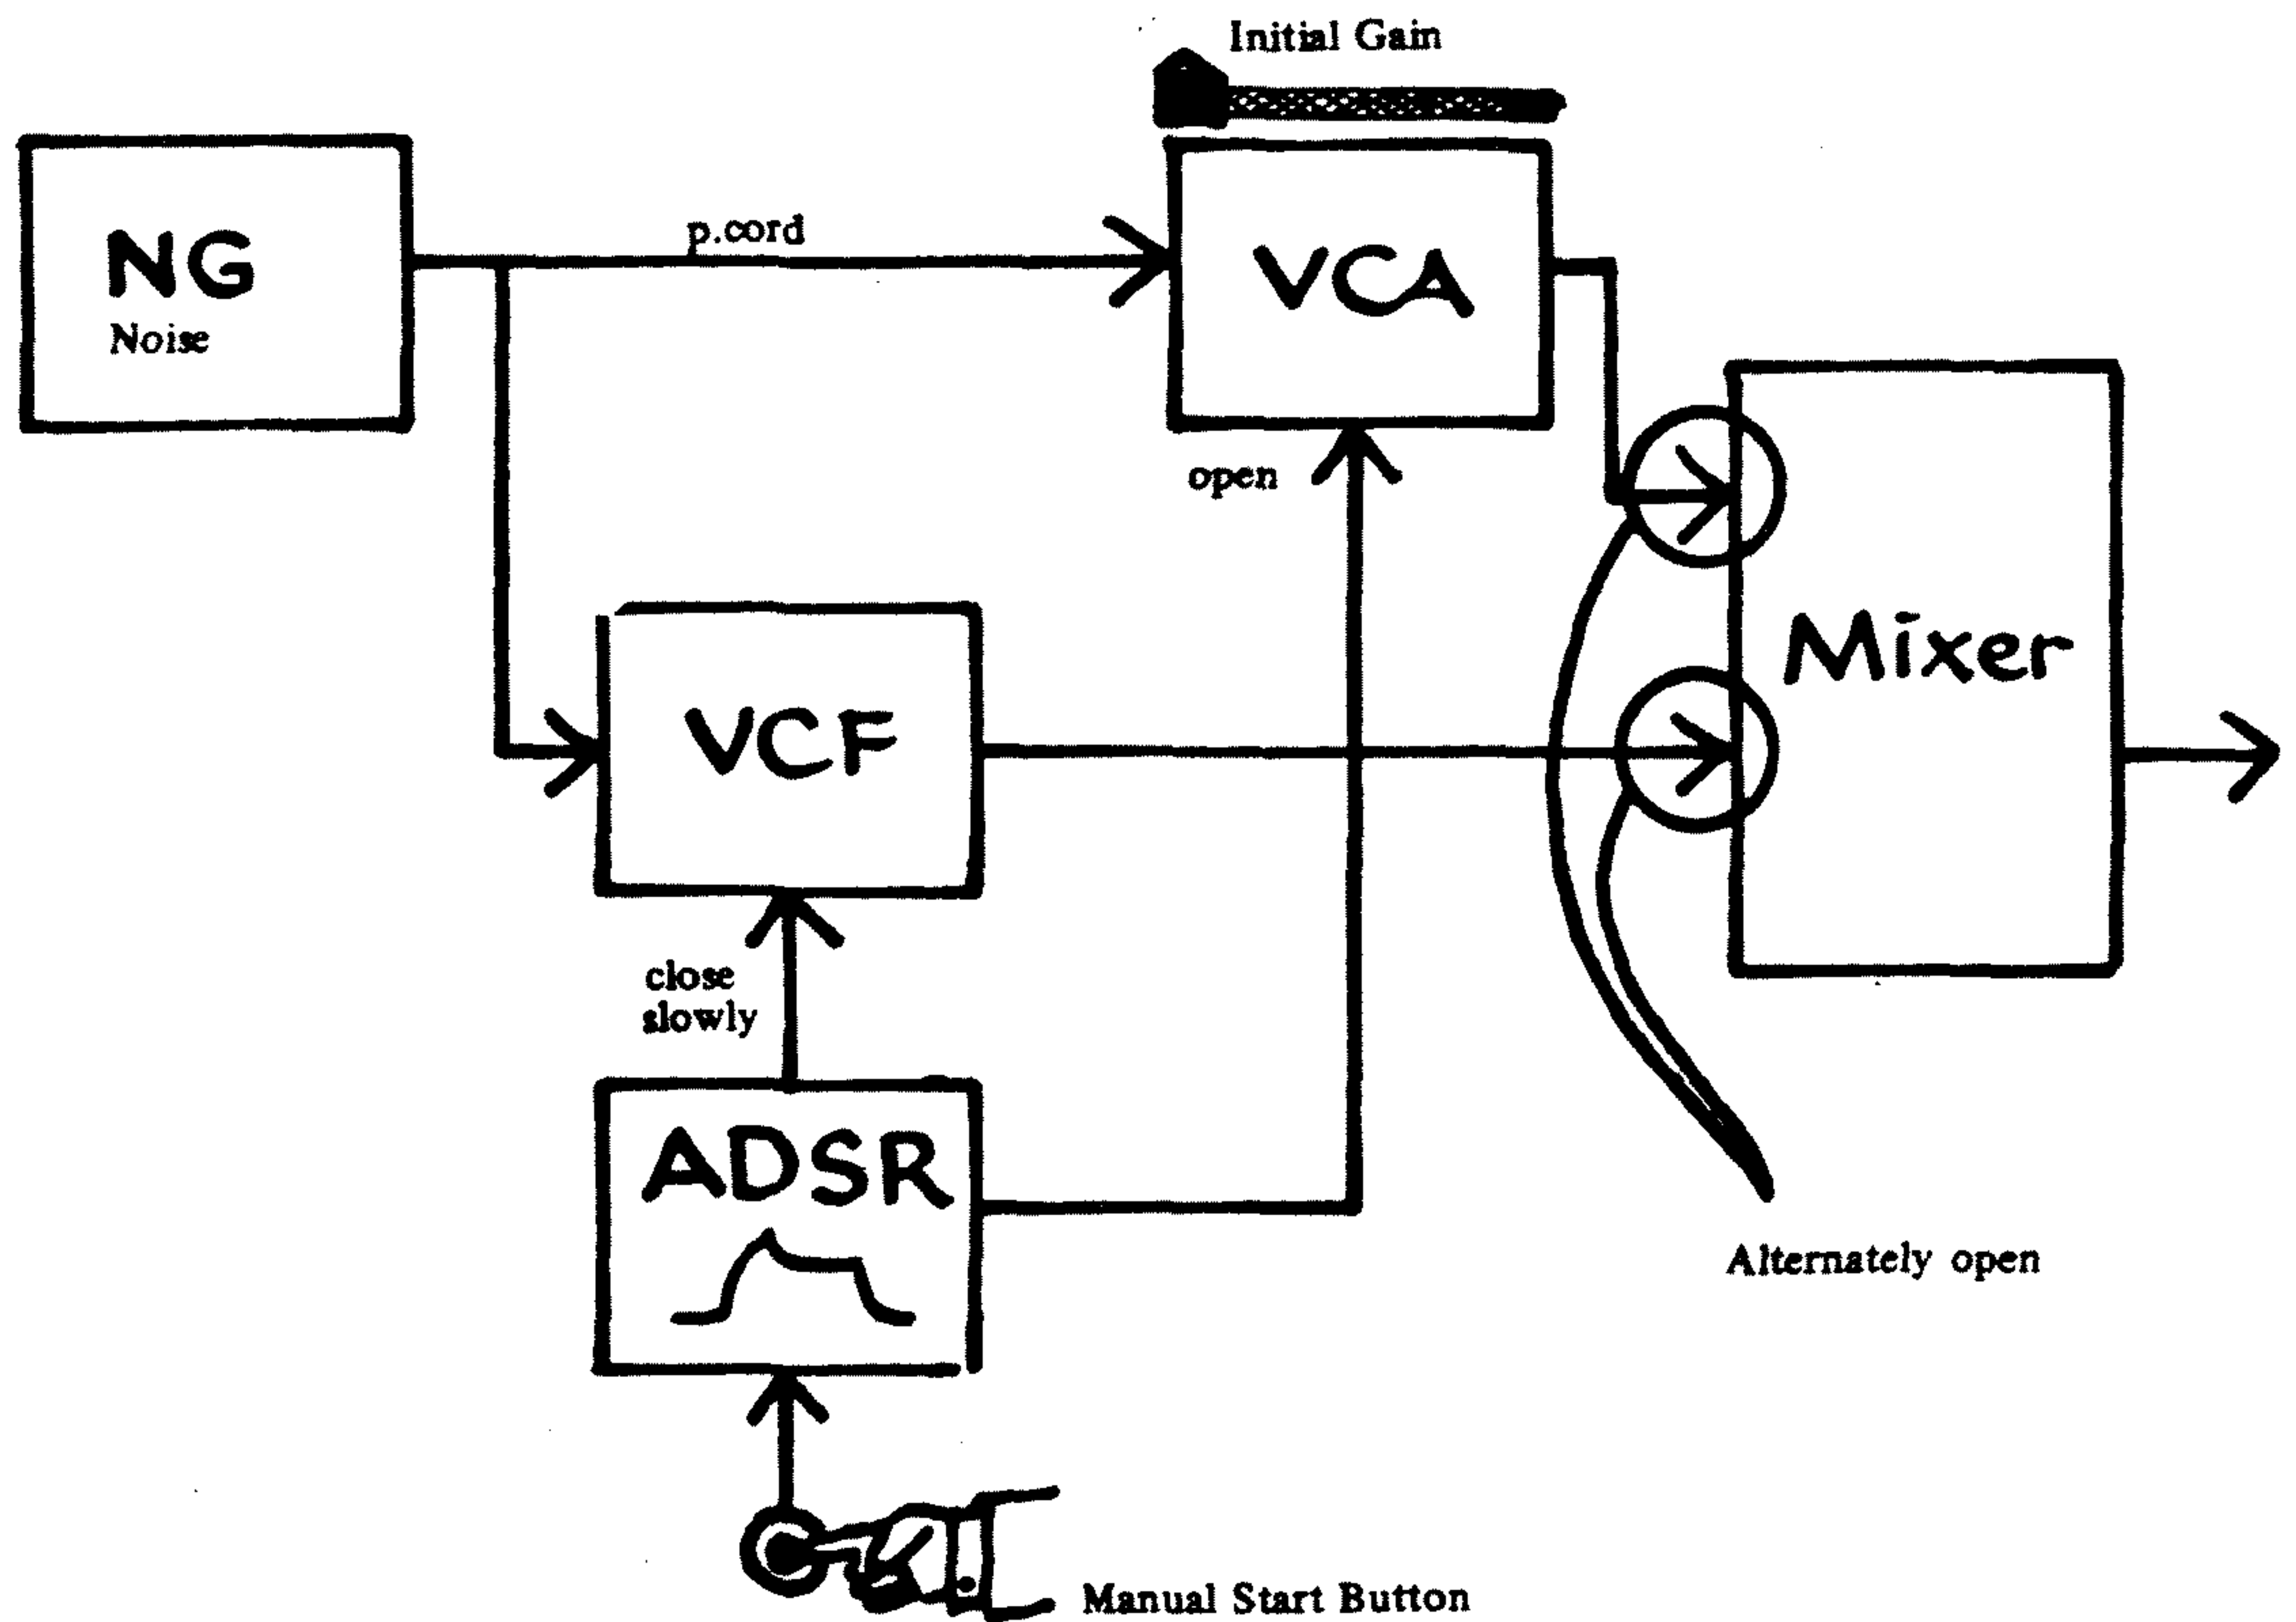 Initial Gain
NG
Noise
p.cord
VCA
open
Mixer
VCF
close
slowly
ADSR
Alternately open
Manual Start Button